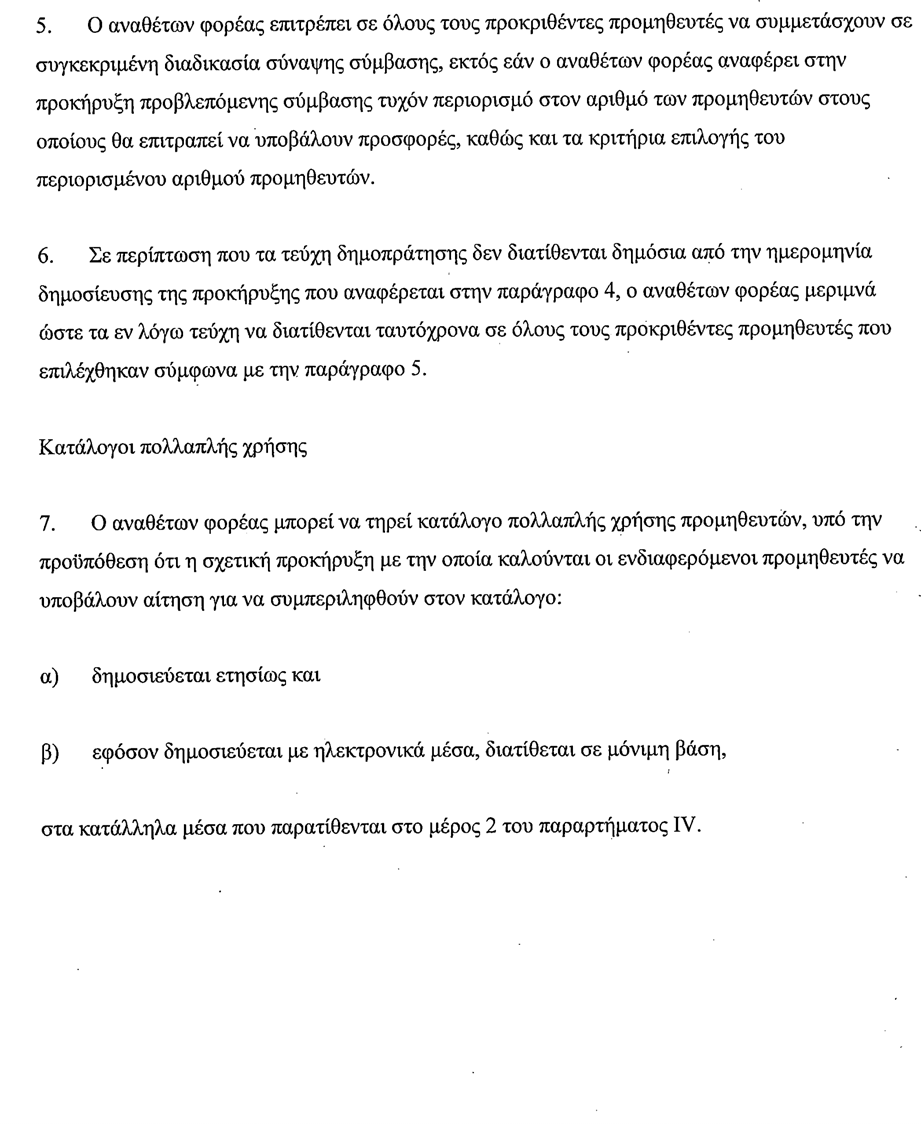 5. Ο αναθέτων φορέας επιτρέπει σε όλους τους προκριθέντες προμηθευτές να συμμετάσχουν σε
συγκεκριμένη διαδικασία σύναψης σύμβασης, εκτός εάν ο αναθέτων φορέας αναφέρει στην
προκήρυξη προβλεπόμενης σύμβασης τυχόν περιορισμό στον αριθμό των προμηθευτών στους
οποίους θα επιτραπεί να υποβάλουν προσφορές, καθώς και τα κριτήρια επιλογής του
περιορισμένου αριθμού προμηθευτών.
6. Σε περίπτωση που τα τεύχη δημοπράτησης δεν διατίθενται δημόσια από την ημερομηνία
δημοσίευσης της προκήρυξης που αναφέρεται στην παράγραφο 4, ο αναθέτων φορέας μεριμνά
ώστε τα εν λόγω τεύχη να διατίθενται ταυτόχρονα σε όλους τους προκριθέντες προμηθευτές που
επιλέχθηκαν σύμφωνα με την παράγραφο 5.
Κατάλογοι πολλαπλής χρήσης
7. Ο αναθέτων φορέας μπορεί να τηρεί κατάλογο πολλαπλής χρήσης προμηθευτών, υπό την
προϋπόθεση ότι η σχετική προκήρυξη με την οποία καλούνται οι ενδιαφερόμενοι προμηθευτές να
υποβάλουν αίτηση για να συμπεριληφθούν στον κατάλογο:
α) δημοσιεύεται ετησίως και
β) εφόσον δημοσιεύεται με ηλεκτρονικά μέσα, διατίθεται σε μόνιμη βάση,
στα κατάλληλα μέσα που παρατίθενται στο μέρος 2 του παραρτήματος IV.